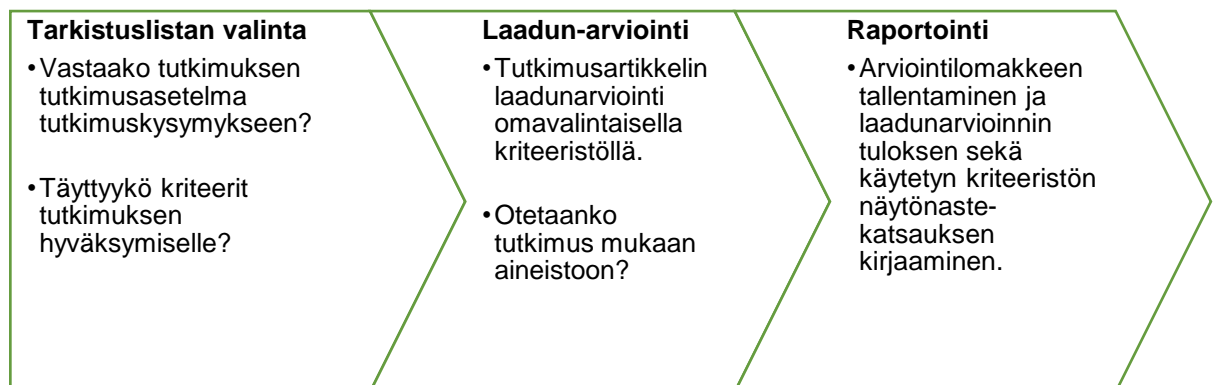 Tarkistuslistan valinta
• Vastaako tutkimuksen
tutkimusasetelma
tutkimuskysymykseen?
• Täyttyykö kriteerit
tutkimuksen
hyväksymiselle?
Laadun-arviointi
• Tutkimusartikkelin
laadunarviointi
omavalintaisella
kriteeristöllä.
• Otetaanko
tutkimus mukaan
aineistoon?
Raportointi
• Arviointilomakkeen
tallentaminen ja
laadunarvioinnin
tuloksen sekä
käytetyn kriteeristön
näytönaste-
katsauksen
kirjaaminen.